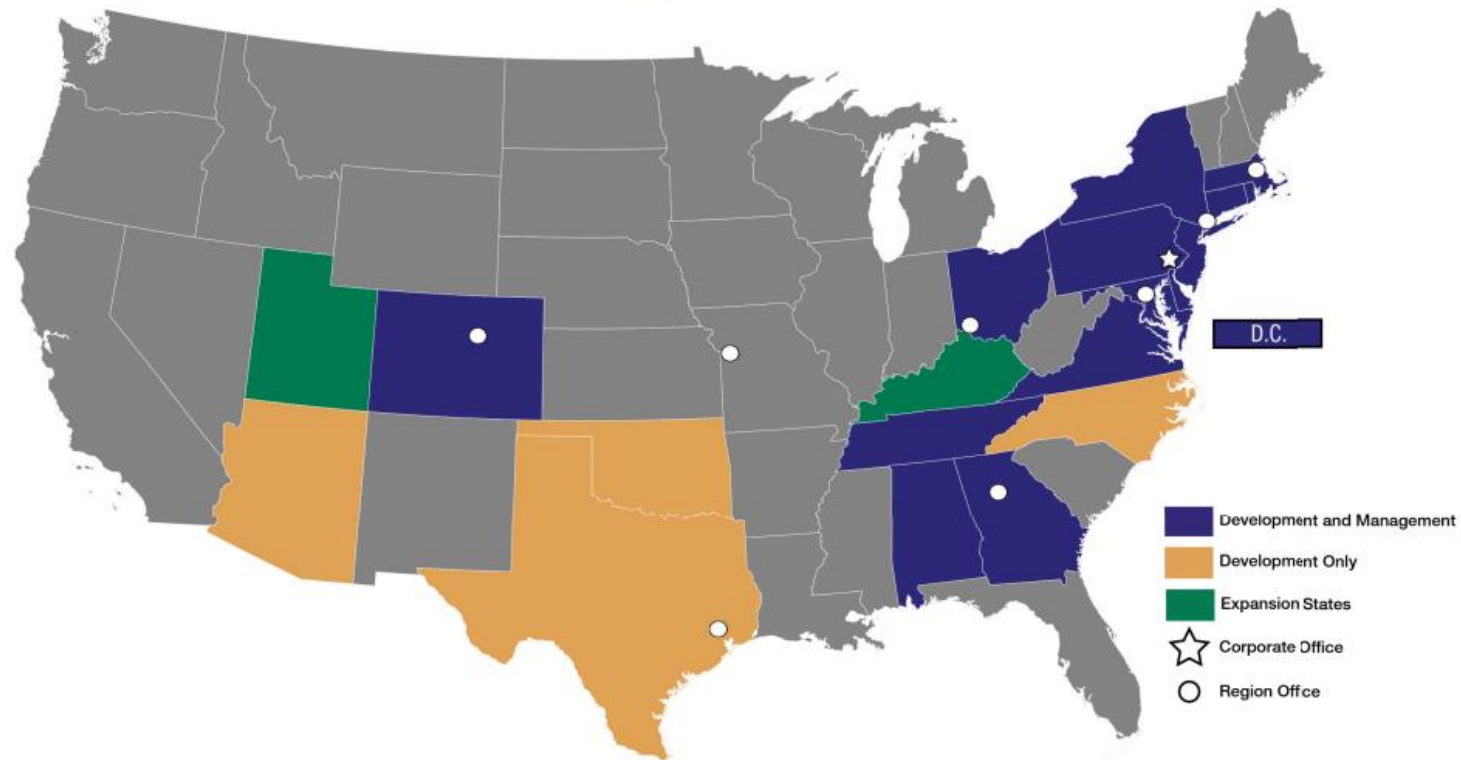 D.C.
Development and Management
Development Only
Expansion States
Corporate Office
Region Office